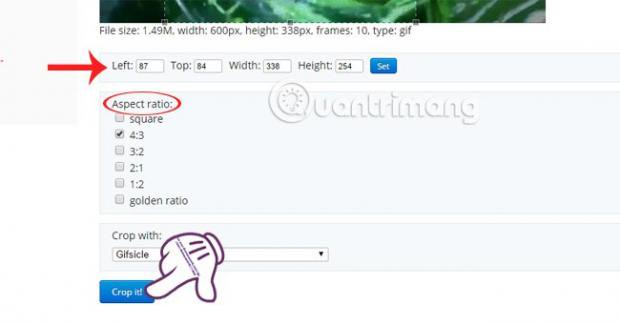 File size: 1.49M, width: 600px, height: 338px, frames: 10, type: gif
Left: 87 Top: 84 Width: 338 Height: 254 Set
Quantrimang
Aspect ratio:
square
4:3
3:2
2:1
1:2
golden ratio
Crop with:
Gifsicle
Crop it!